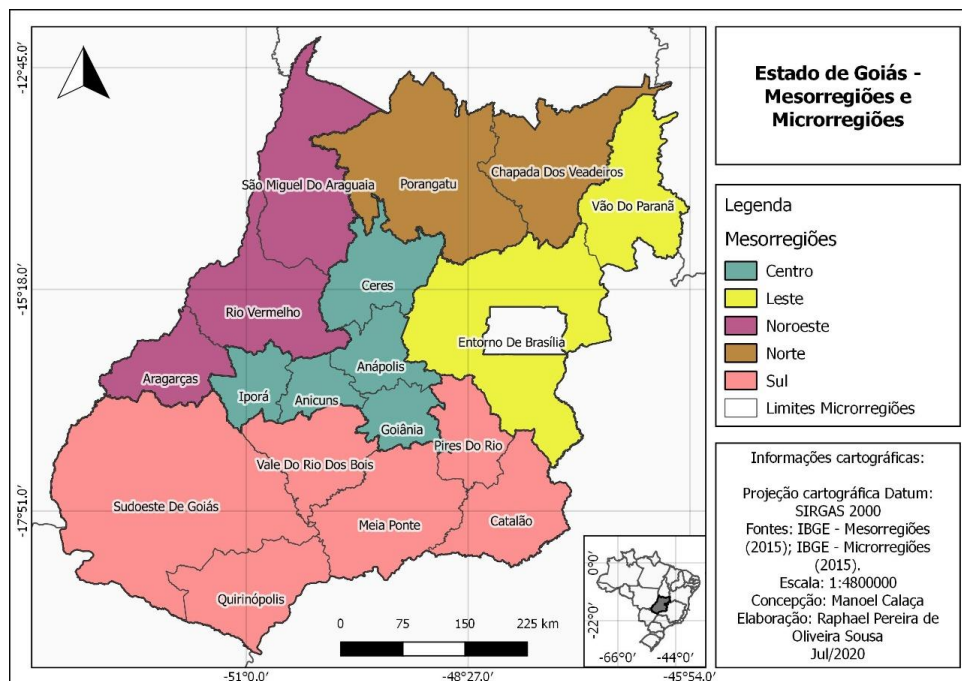 Estado de Goiás -
Mesorregiões e
Microrregiões
-12°45.0'
-15°18.0'
-17°51.0'
São Miguel Do Araguaia
Porangatu
Chapada Dos Veadeiros
Vão Do Paranã
Ceres
Rio Vermelho
Entorno De Brasília
Anápolis
Aragarças
Iporá
Anicuns
Goiânia
Pires Do Rio
Vale Do Rio Dos Bois
Sudoeste De Goiás
Meia Ponte
Catalão
Quirinópolis
0 75 150 225 km
-51°0.0'
-48°27.0'
-45°54.0'
0°0'
-22°0'
-66°0'
-44°0'
Legenda
Mesorregiões
Centro
Leste
Noroeste
Norte
Sul
Limites Microrregiões
Informações cartográficas:
Projeção cartográfica Datum:
SIRGAS 2000
Fontes: IBGE - Mesorregiões
(2015); IBGE - Microrregiões
(2015).
Escala: 1:4800000
Concepção: Manoel Calaça
Elaboração: Raphael Pereira de
Oliveira Sousa
Jul/2020